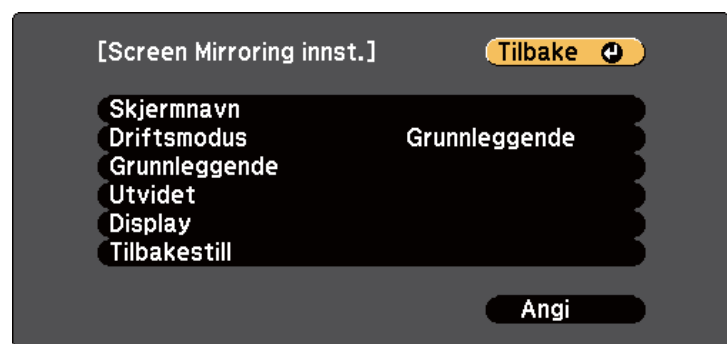 [Screen Mirroring innst.] Tilbake
Skjermnavn
Driftsmodus Grunnleggende
Grunnleggende
Utvidet
Display
Tilbakestill
Angi